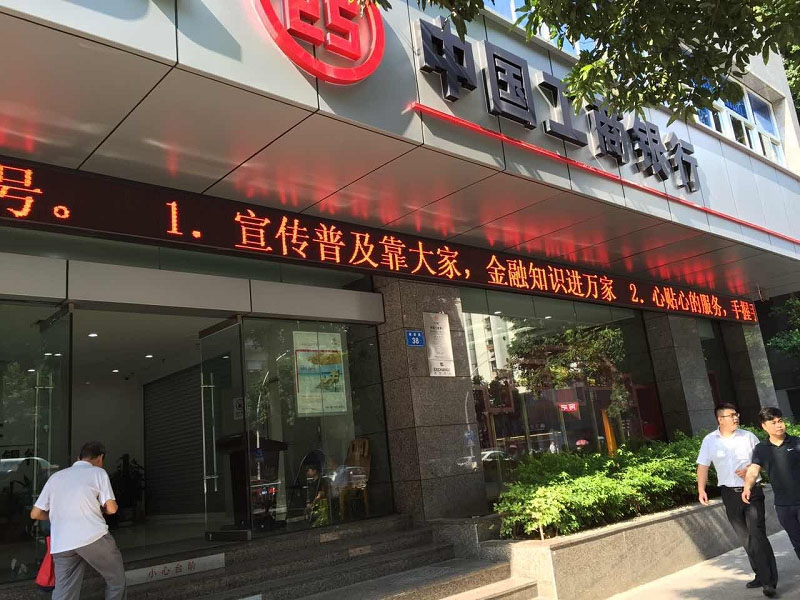 中国工商银行
号。 1. 宣传普及靠大家，金融知识进万家 2. 心贴心的服务，手握
38
EXCHANGE
小心台阶